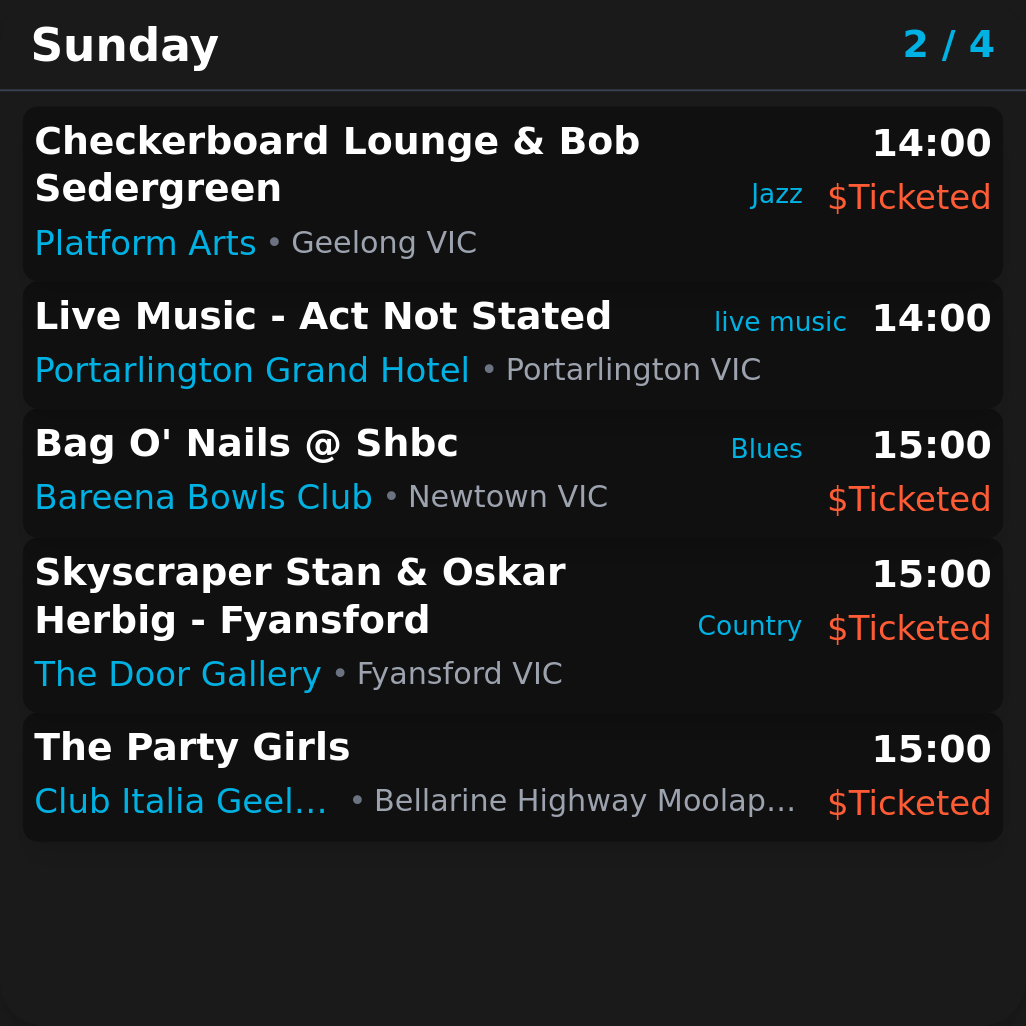 Sunday 2 / 4
Checkerboard Lounge & Bob 14:00
Sedergreen Jazz $Ticketed
Platform Arts • Geelong VIC
Live Music - Act Not Stated live music 14:00
Portarlington Grand Hotel • Portarlington VIC
Bag O' Nails @ Shbc Blues 15:00
Bareena Bowls Club • Newtown VIC $Ticketed
Skyscraper Stan & Oskar 15:00
Herbig - Fyansford Country $Ticketed
The Door Gallery • Fyansford VIC
The Party Girls 15:00
Club Italia Geel... • Bellarine Highway Moolap... $Ticketed